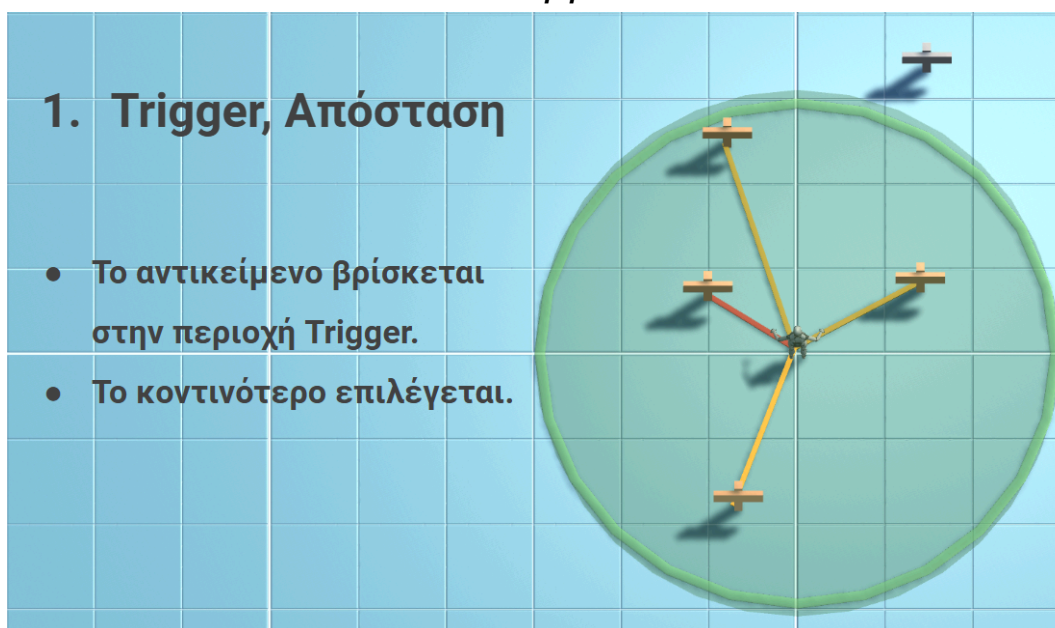 1. Trigger, Απόσταση
● Το αντικείμενο βρίσκεται
στην περιοχή Trigger.
● Το κοντινότερο επιλέγεται.